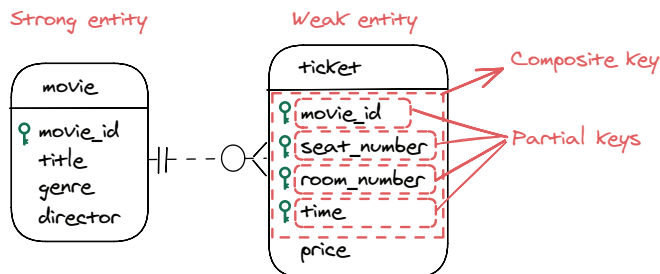 Strong entity
Weak entity
movie
movie_id
title
genre
director
ticket
movie_id
seat_number
room_number
time
price
Composite key
Partial keys